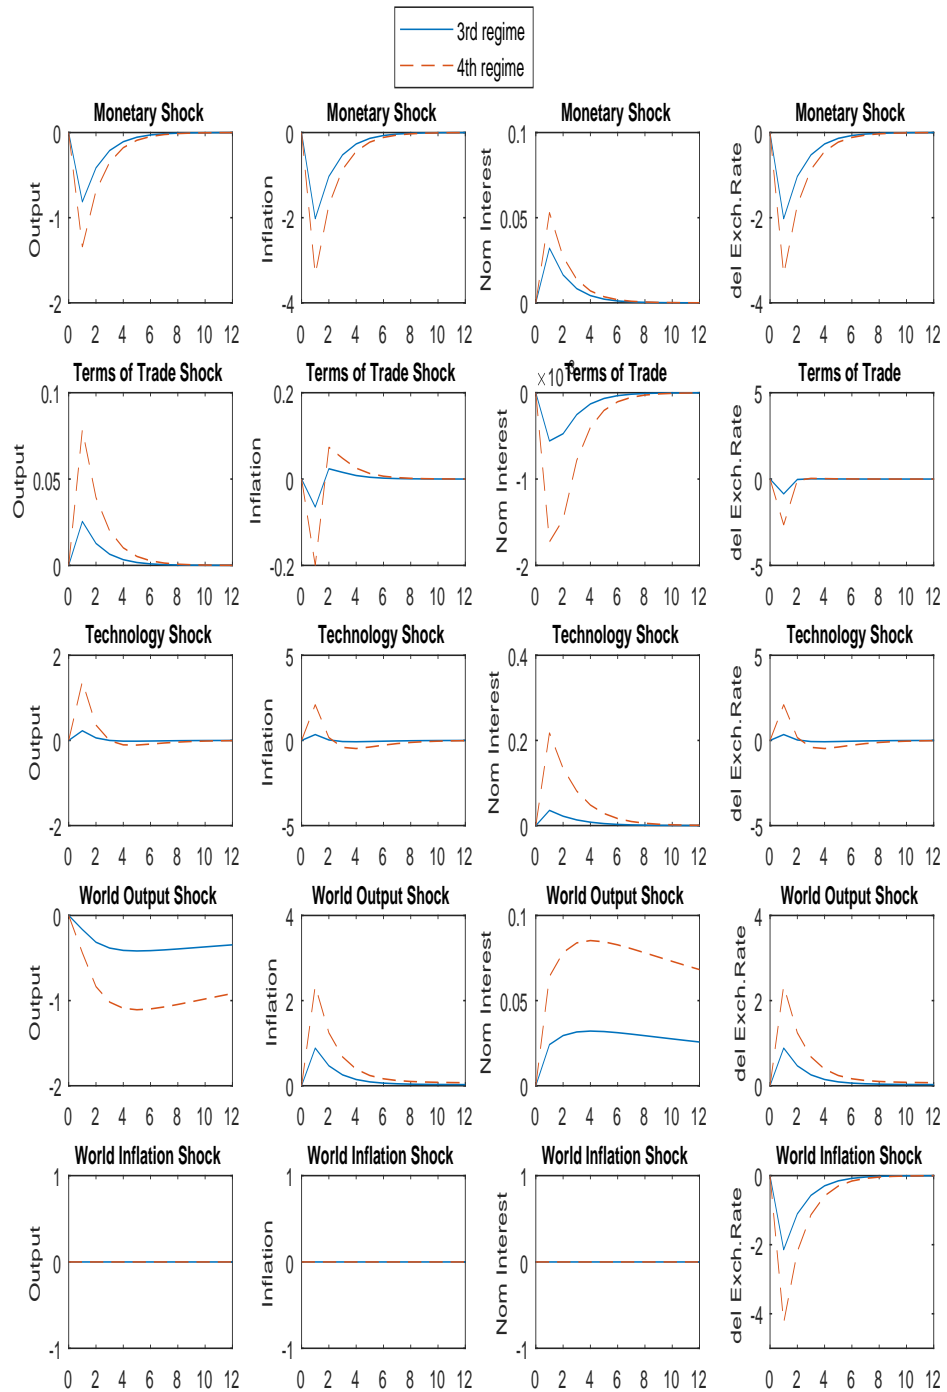 3rd regime
4th regime
Monetary Shock Monetary Shock Monetary Shock Monetary Shock
Output Inflation Nom Interest del Exch.Rate
0 0 0.1 0
-1 -2 0.05 -2
-2 -4 0 -4
0 2 4 6 8 10 12 0 2 4 6 8 10 12 0 2 4 6 8 10 12 0 2 4 6 8 10 12
Terms of Trade Shock Terms of Trade Shock ×10 Terms of Trade Terms of Trade
Output Inflation Nom Interest del Exch.Rate
0.1 0.2 0 5
0.05 0 -1 0
0 -0.2 -2 -5
0 2 4 6 8 10 12 0 2 4 6 8 10 12 0 2 4 6 8 10 12 0 2 4 6 8 10 12
Technology Shock Technology Shock Technology Shock Technology Shock
Output Inflation Nom Interest del Exch.Rate
2 5 0.4 5
0 0 0.2 0
-2 -5 0 -5
0 2 4 6 8 10 12 0 2 4 6 8 10 12 0 2 4 6 8 10 12 0 2 4 6 8 10 12
World Output Shock World Output Shock World Output Shock World Output Shock
Output Inflation Nom Interest del Exch.Rate
0 4 0.1 4
-1 2 0.05 2
-2 0 0 0
0 2 4 6 8 10 12 0 2 4 6 8 10 12 0 2 4 6 8 10 12 0 2 4 6 8 10 12
World Inflation Shock World Inflation Shock World Inflation Shock World Inflation Shock
Output Inflation Nom Interest del Exch.Rate
1 1 1 0
0 0 0 -2
-1 -1 -1 -4
0 2 4 6 8 10 12 0 2 4 6 8 10 12 0 2 4 6 8 10 12 0 2 4 6 8 10 12